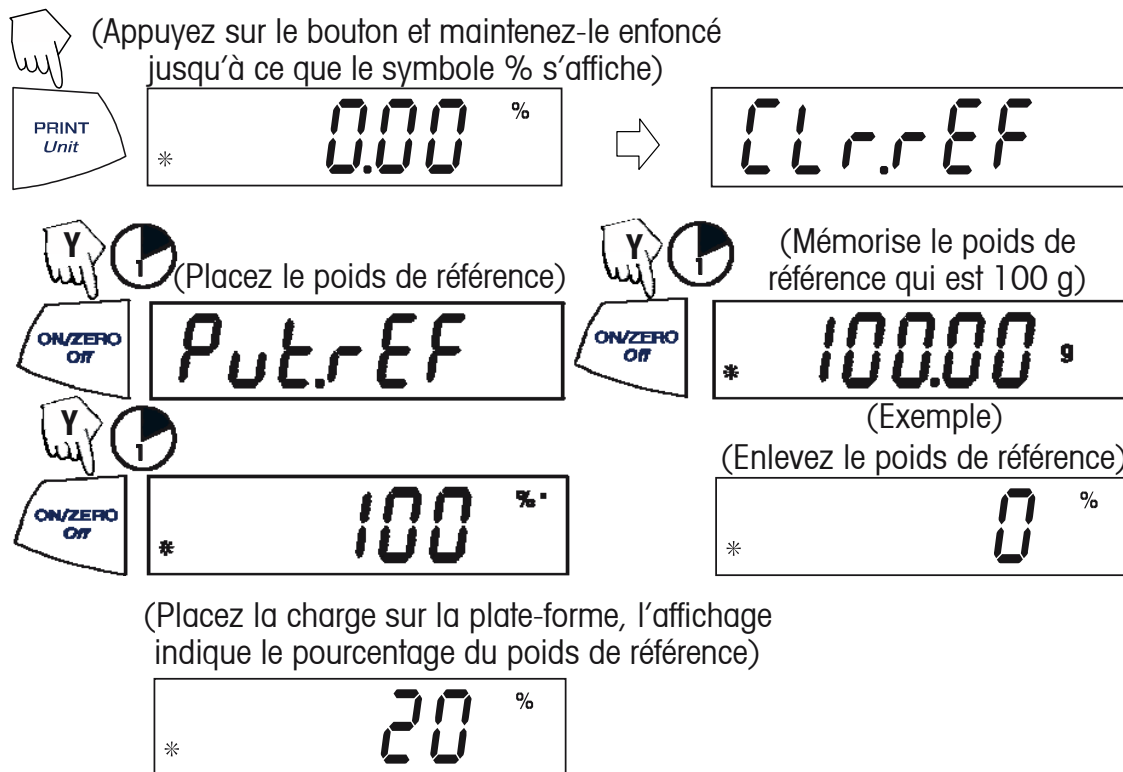 (Appuyez sur le bouton et maintenez-le enfoncé
jusqu'à ce que le symbole % s'affiche)
PRINT
Unit
* 0.00 %
CLr.rEF
Y 1
(Placez le poids de référence)
ON/ZERO
Off
Put.rEF
Y 1
(Mémorise le poids de
référence qui est 100 g)
ON/ZERO
Off
* 100.00 g
(Exemple)
Y 1
ON/ZERO
Off
* 100 %
(Enlevez le poids de référence)
* 0 %
(Placez la charge sur la plate-forme, l'affichage
indique le pourcentage du poids de référence)
* 20 %